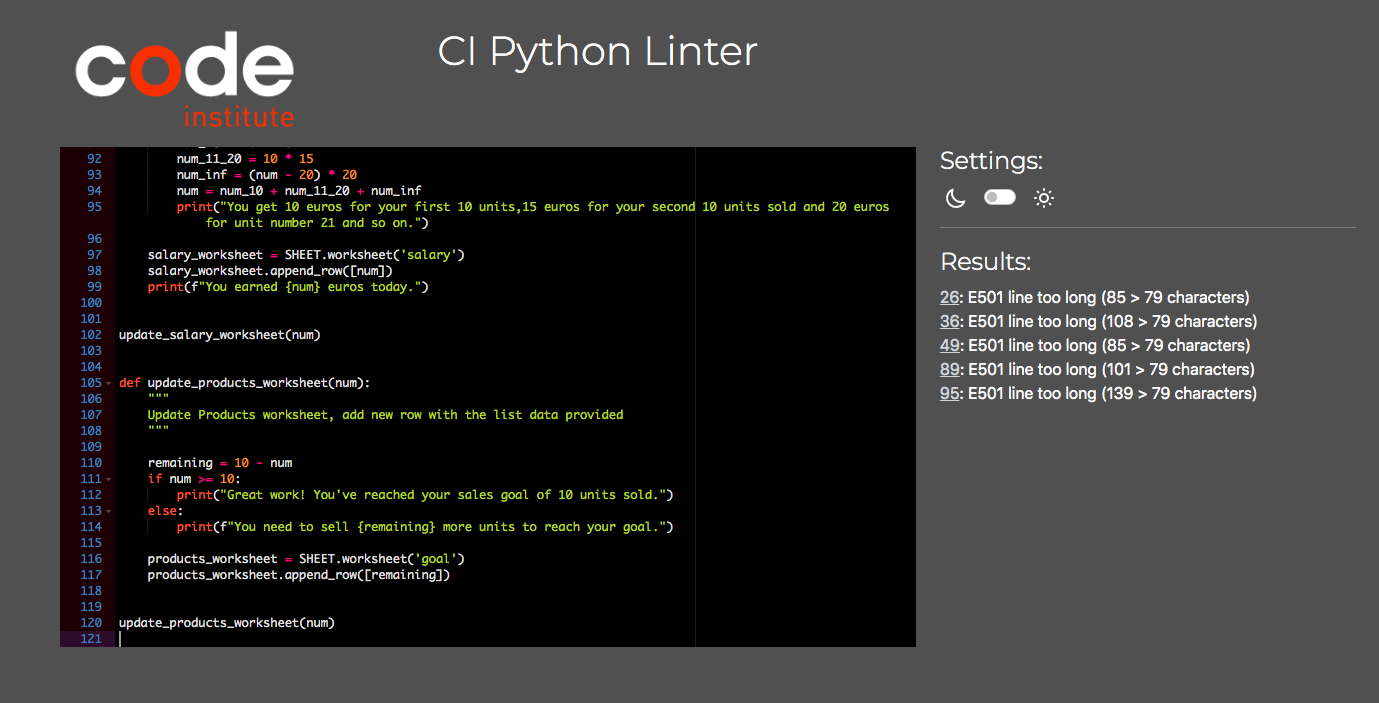 code
institute
CI Python Linter
92 num_11_20 = 10 * 15
93 num_inf = (num - 20) * 20
94 num = num_10 + num_11_20 + num_inf
95 print("You get 10 euros for your first 10 units,15 euros for your second 10 units sold and 20 euros
for unit number 21 and so on.")
96
97 salary_worksheet = SHEET.worksheet('salary')
98 salary_worksheet.append_row([num])
99 print(f"You earned {num} euros today.")
100
101
102 update_salary_worksheet(num)
103
104
105 def update_products_worksheet(num):
106 """
107 Update Products worksheet, add new row with the list data provided
108 """
109
110 remaining = 10 - num
111 if num >= 10:
112 print("Great work! You've reached your sales goal of 10 units sold.")
113 else:
114 print(f"You need to sell {remaining} more units to reach your goal.")
115
116 products_worksheet = SHEET.worksheet('goal')
117 products_worksheet.append_row([remaining])
118
119
120 update_products_worksheet(num)
121
Settings:
Results:
26: E501 line too long (85 > 79 characters)
36: E501 line too long (108 > 79 characters)
49: E501 line too long (85 > 79 characters)
89: E501 line too long (101 > 79 characters)
95: E501 line too long (139 > 79 characters)